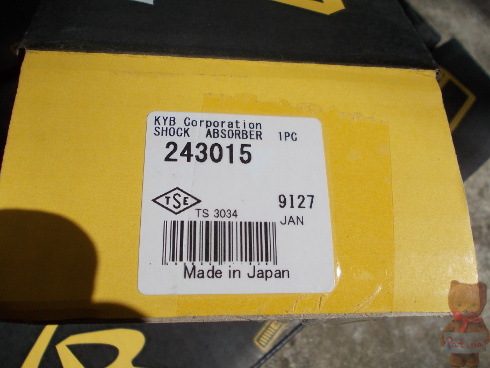 KYB Corporation
SHOCK ABSORBER 1PC
243015
TSE
TS 3034
9127
JAN
Made in Japan